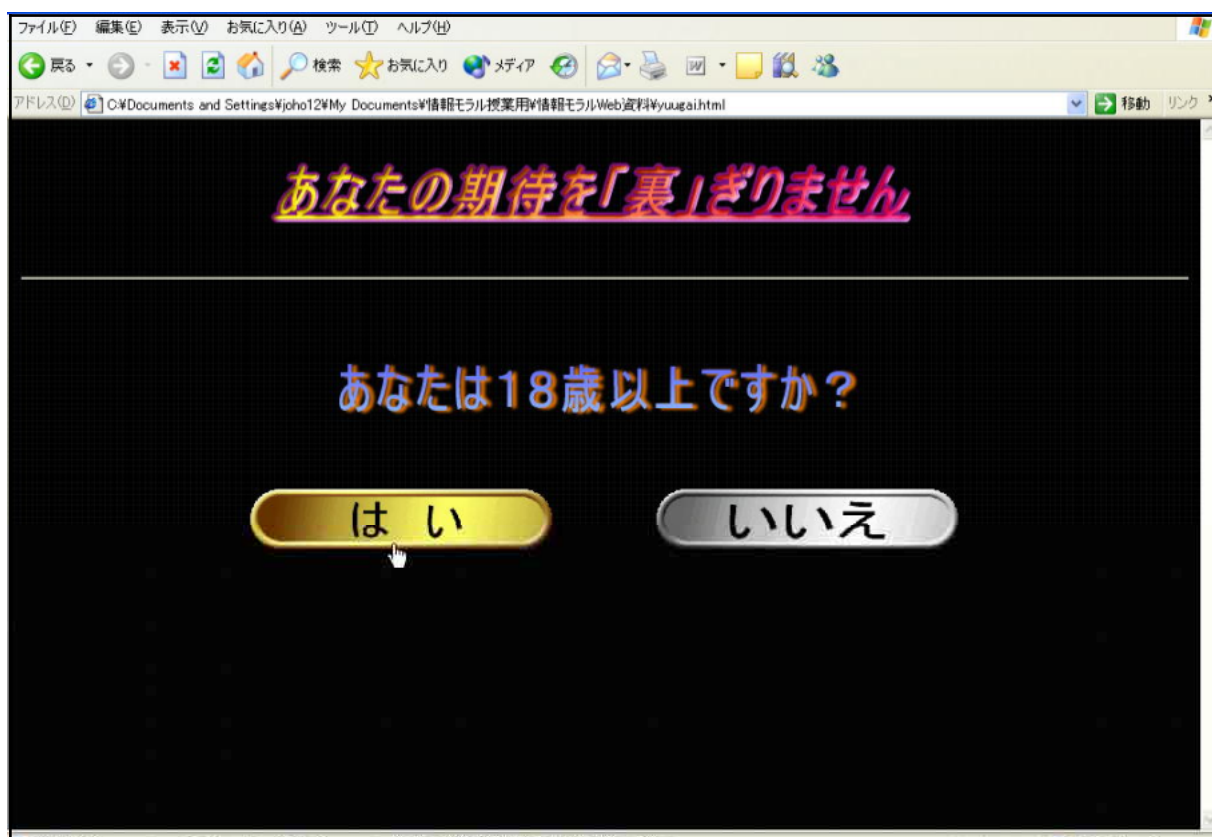 ファイル(F) 編集(E) 表示(V) お気に入り(A) ツール(T) ヘルプ(H)
戻る 検索 お気に入り メディア
アドレス(D) C:¥Documents and Settings¥joho12¥My Documents¥情報モラル授業用¥情報モラルWeb資料¥yuugai.html 移動 リンク
あなたの期待を「裏」ぎりません
あなたは18歳以上ですか？
はい いいえ